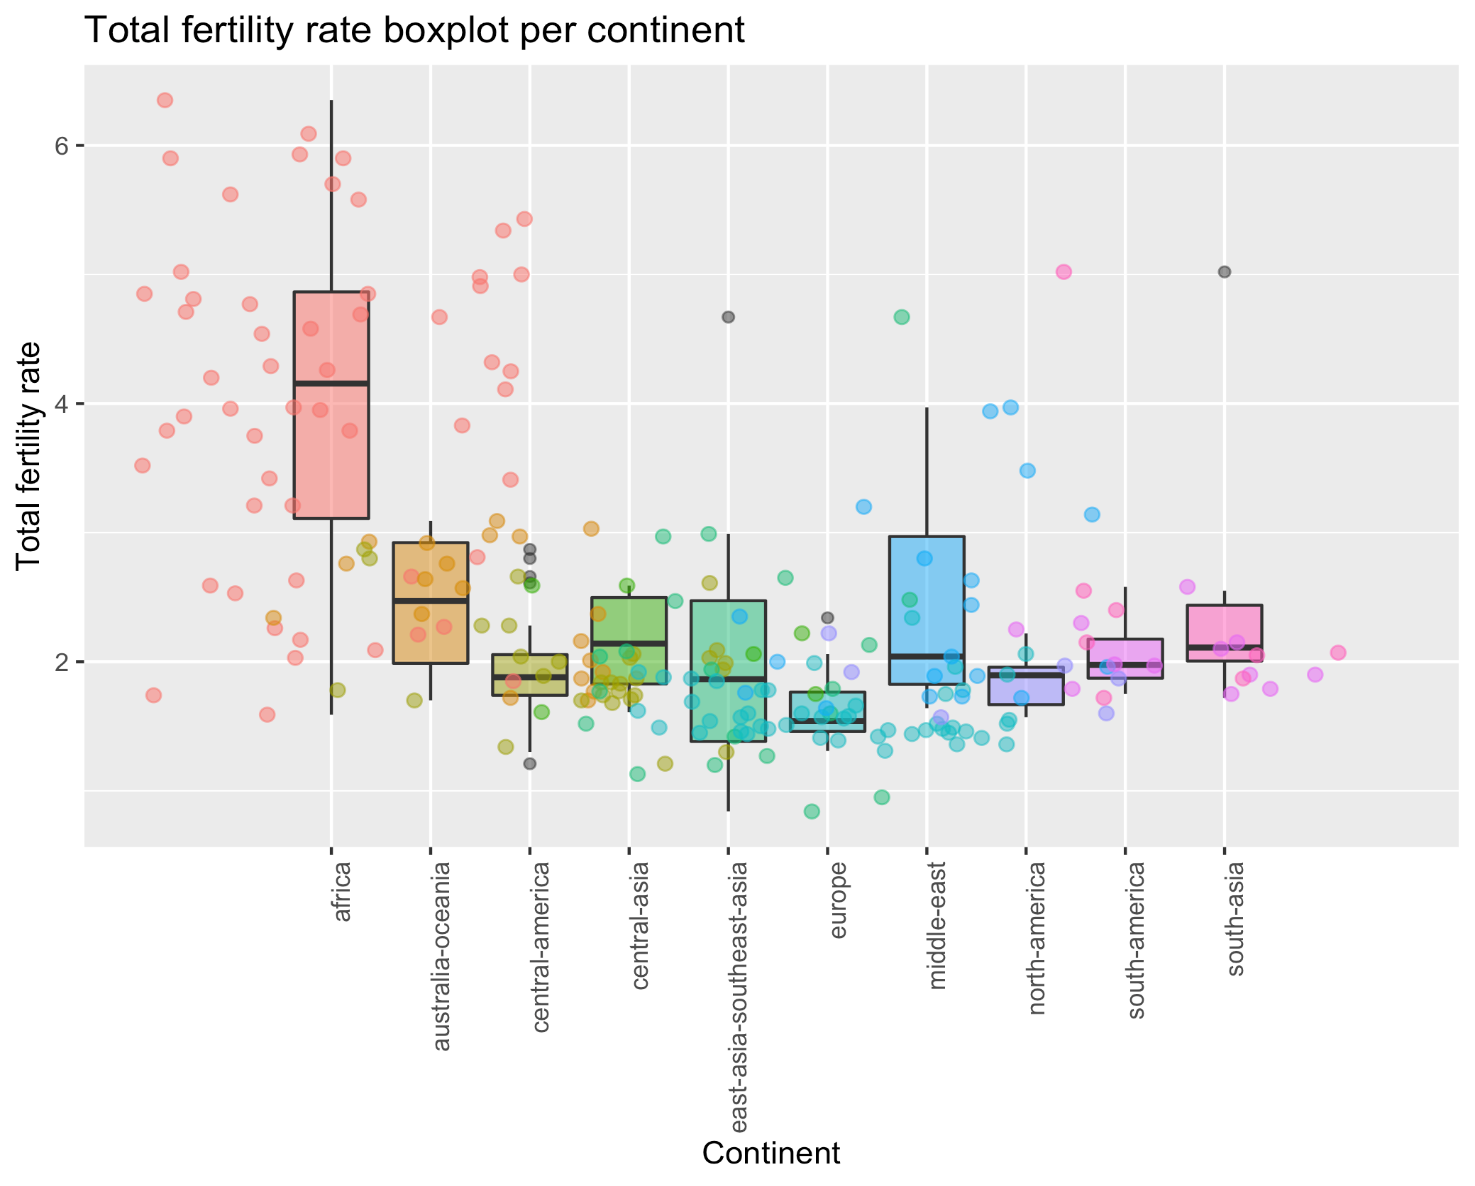 Total fertility rate boxplot per continent
Total fertility rate
6
4
2
africa
australia-oceania
central-america
central-asia
east-asia-southeast-asia
europe
middle-east
north-america
south-america
south-asia
Continent